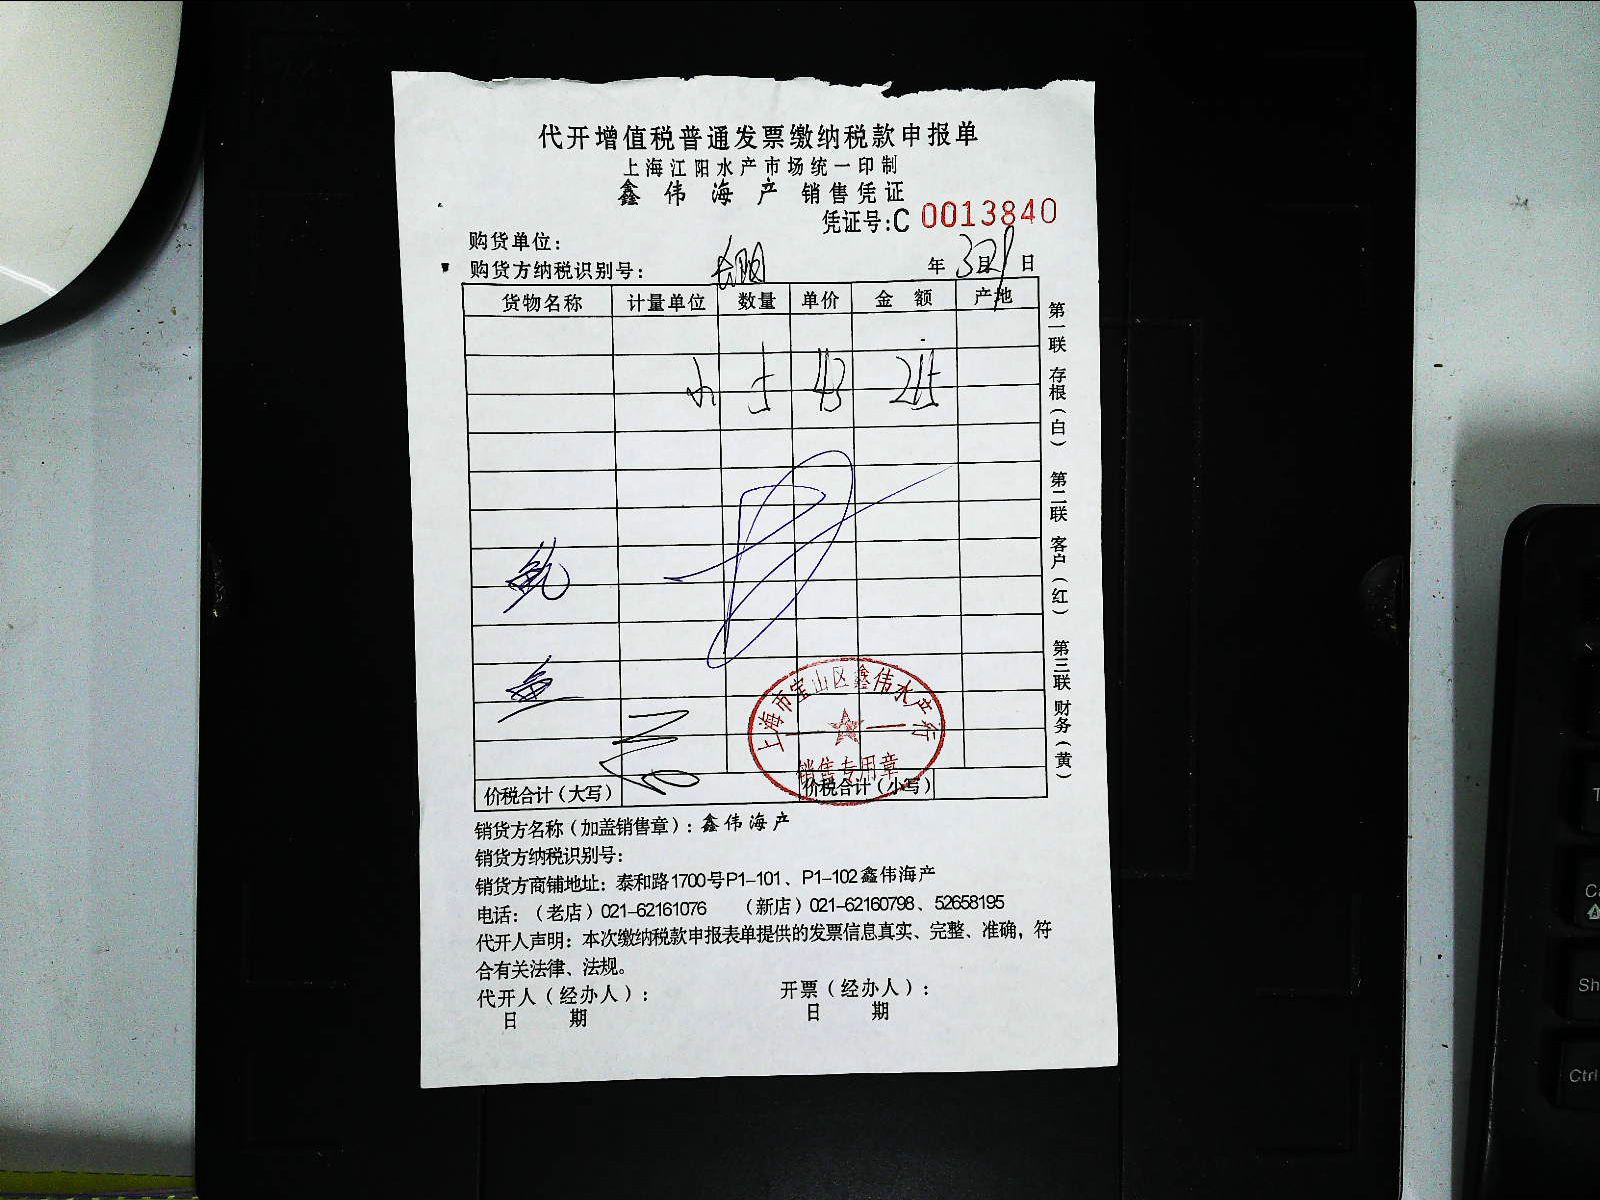 代开增值税普通发票缴纳税款申报单
上海江阳水产市场统一印制
鑫伟海产 销售凭证
凭证号:C 0013840
购货单位：
购货方纳税识别号：
年 3月 日
货物名称 计量单位 数量 单价 金额 产地
小 5 43 215
鱼
价税合计（大写） 价税合计（小写）
上海市宝山区鑫伟水产行
销售专用章
第一联 存根（白）
第二联 客户（红）
第三联 财务（黄）
销货方名称（加盖销售章）：鑫伟海产
销货方纳税识别号：
销货方商铺地址：泰和路1700号P1-101、P1-102鑫伟海产
电话：（老店）021-62161076 （新店）021-62160798、52658195
代开人声明：本次缴纳税款申报表单提供的发票信息真实、完整、准确，符
合有关法律、法规。
代开人（经办人）： 开票（经办人）：
日 期 日 期